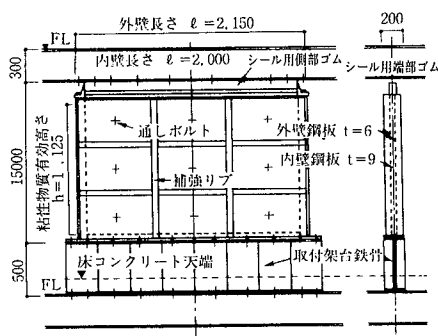 外壁長さ ℓ=2,150
200
FL
内壁長さ ℓ=2,000
シール用側部ゴム
シール用端部ゴム
300
通しボルト
外壁鋼板 t=6
内壁鋼板 t=9
粘性物質有効高さ
h=1,125
補強リブ
15000
床コンクリート天端
取付架台鉄骨
FL
500